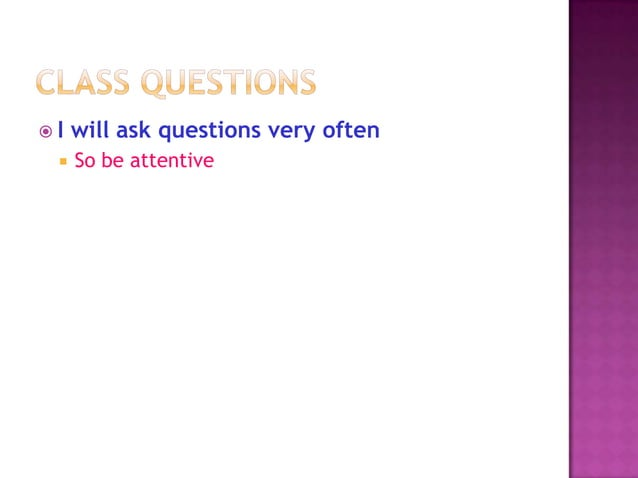 CLASS QUESTIONS
I will ask questions very often
So be attentive